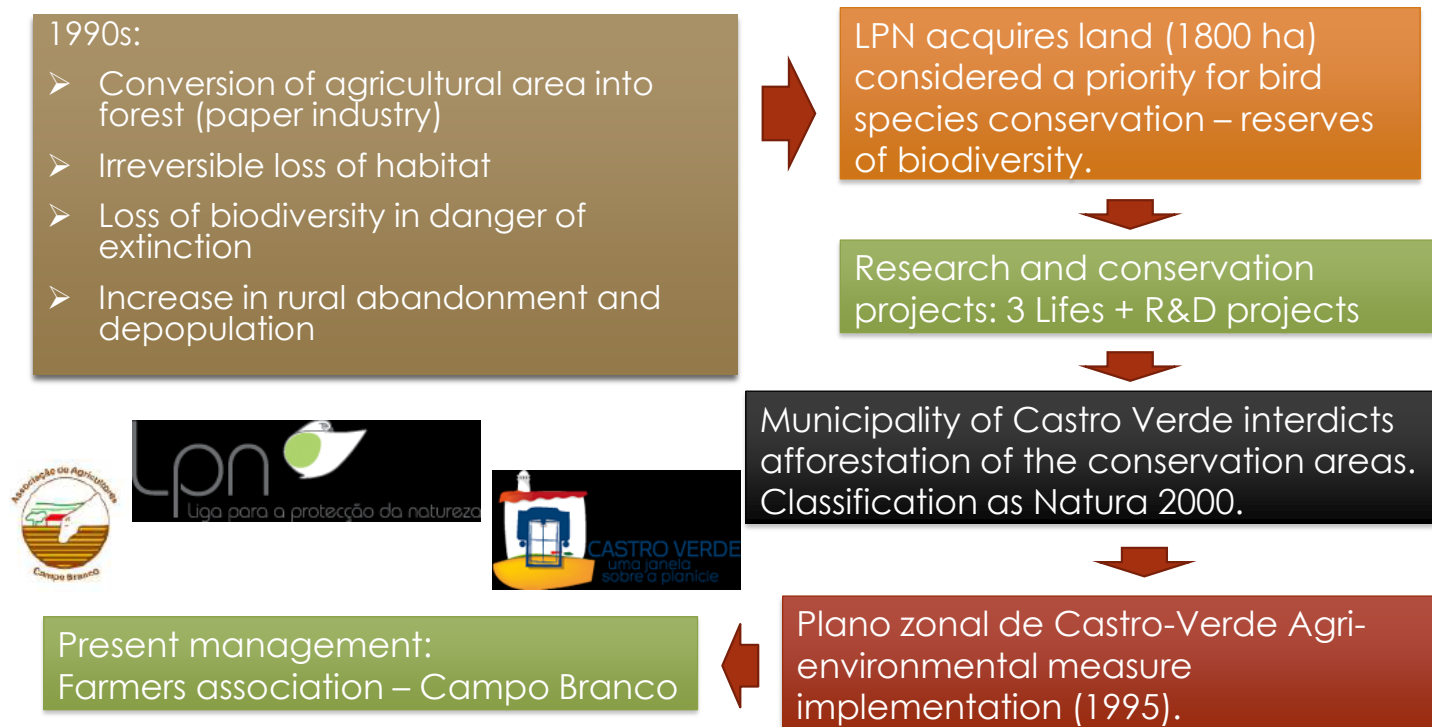 1990s:
➢ Conversion of agricultural area into
forest (paper industry)
➢ Irreversible loss of habitat
➢ Loss of biodiversity in danger of
extinction
➢ Increase in rural abandonment and
depopulation
LPN acquires land (1800 ha)
considered a priority for bird
species conservation – reserves
of biodiversity.
Research and conservation
projects: 3 Lifes + R&D projects
Municipality of Castro Verde interdicts
afforestation of the conservation areas.
Classification as Natura 2000.
Plano zonal de Castro-Verde Agri-
environmental measure
implementation (1995).
Present management:
Farmers association – Campo Branco
Associação de Agricultores
Campo Branco
Lpn
Liga para a protecção da natureza
CASTRO VERDE
uma janela
sobre a planície